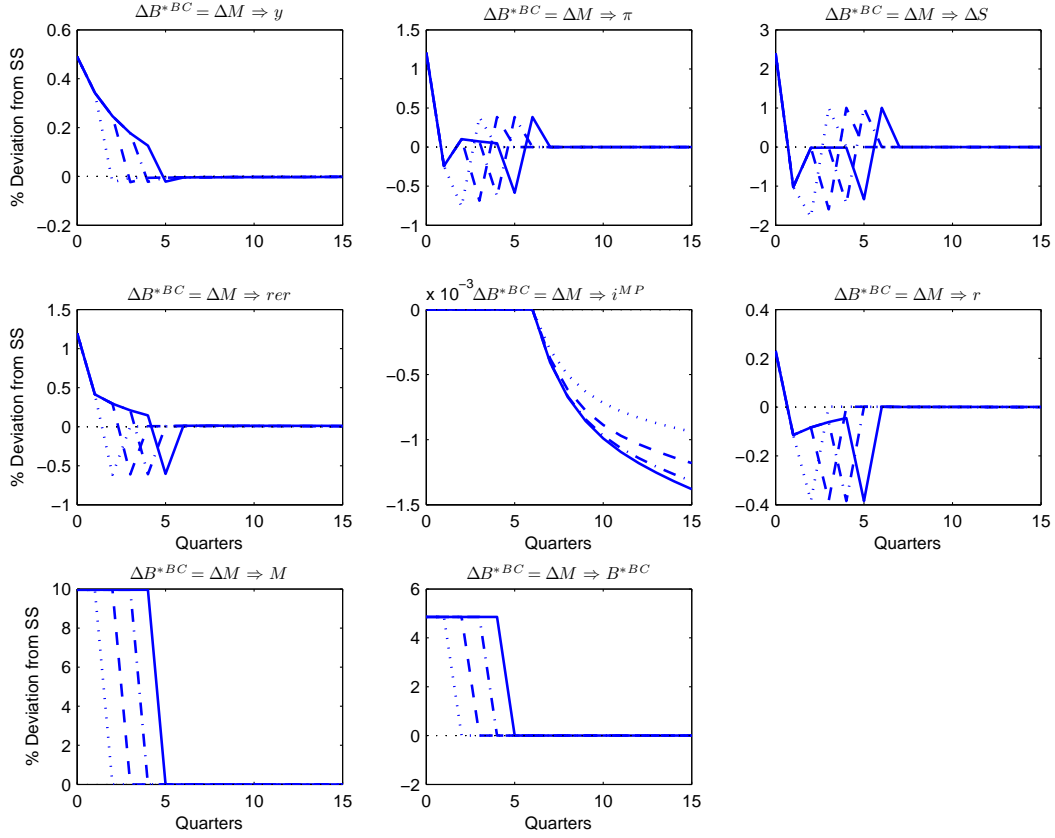 ΔB*BC = ΔM ⇒ y
% Deviation from SS
0.6
0.4
0.2
0
−0.2
0 5 10 15
ΔB*BC = ΔM ⇒ π
1.5
1
0.5
0
−0.5
−1
0 5 10 15
ΔB*BC = ΔM ⇒ ΔS
3
2
1
0
−1
−2
0 5 10 15
ΔB*BC = ΔM ⇒ rer
% Deviation from SS
1.5
1
0.5
0
−0.5
−1
0 5 10 15
Quarters
x 10−3
ΔB*BC = ΔM ⇒ iMP
0
−0.5
−1
−1.5
0 5 10 15
ΔB*BC = ΔM ⇒ r
0.4
0.2
0
−0.2
−0.4
0 5 10 15
Quarters
ΔB*BC = ΔM ⇒ M
% Deviation from SS
10
8
6
4
2
0
0 5 10 15
Quarters
ΔB*BC = ΔM ⇒ B*BC
6
4
2
0
−2
0 5 10 15
Quarters